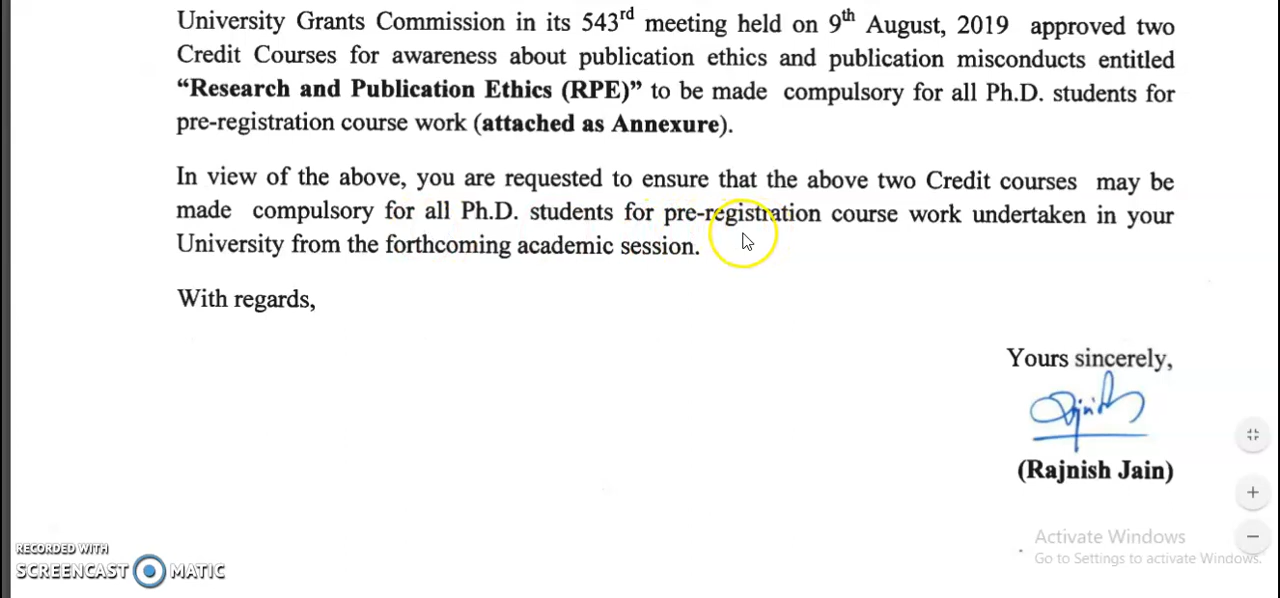 University Grants Commission in its 543rd meeting held on 9th August, 2019 approved two
Credit Courses for awareness about publication ethics and publication misconducts entitled
“Research and Publication Ethics (RPE)” to be made compulsory for all Ph.D. students for
pre-registration course work (attached as Annexure).
In view of the above, you are requested to ensure that the above two Credit courses may be
made compulsory for all Ph.D. students for pre-registration course work undertaken in your
University from the forthcoming academic session.
With regards,
Yours sincerely,
(Rajnish Jain)
Activate Windows
Go to Settings to activate Windows.
RECORDED WITH
SCREENCAST MATIC